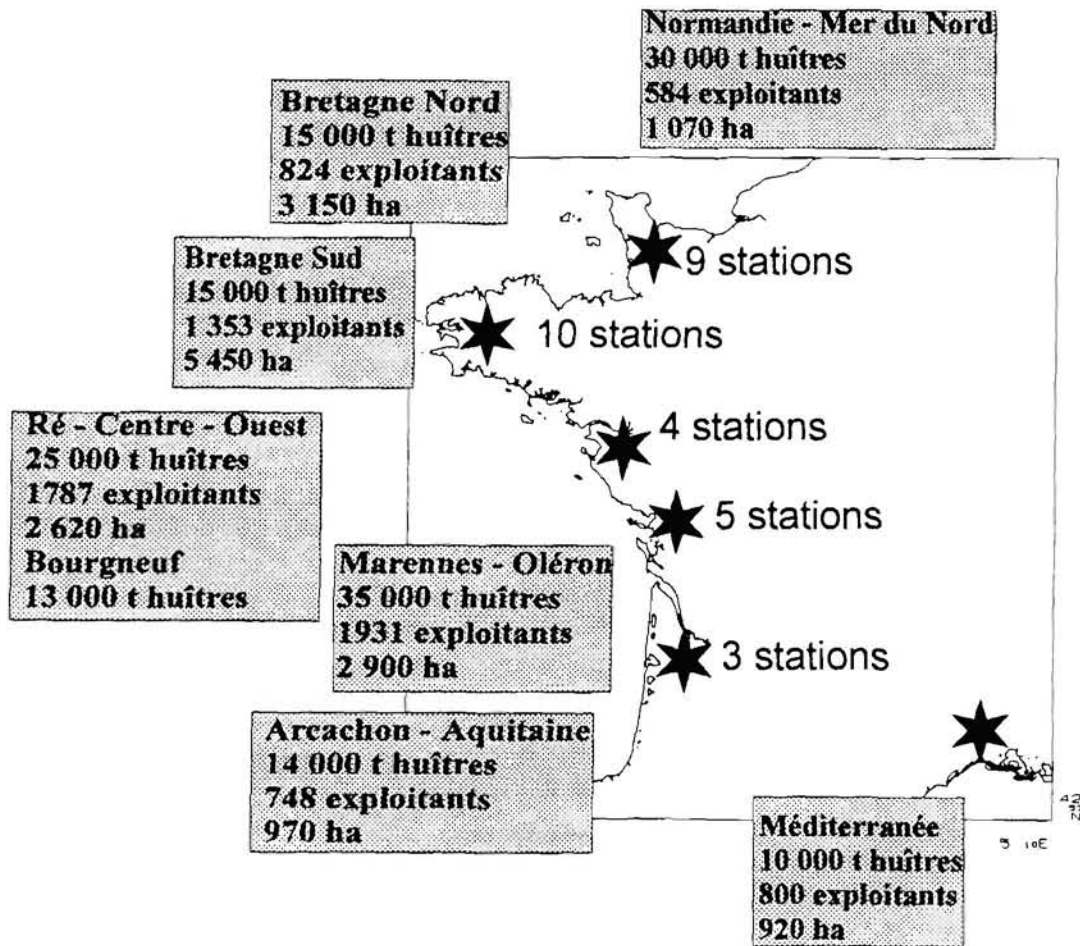 Normandie - Mer du Nord
30 000 t huîtres
584 exploitants
1 070 ha
Bretagne Nord
15 000 t huîtres
824 exploitants
3 150 ha
Bretagne Sud
15 000 t huîtres
1 353 exploitants
5 450 ha
9 stations
10 stations
Ré - Centre - Ouest
25 000 t huîtres
1787 exploitants
2 620 ha
Bourgneuf
13 000 t huîtres
4 stations
5 stations
Marennes - Oléron
35 000 t huîtres
1931 exploitants
2 900 ha
3 stations
Arcachon - Aquitaine
14 000 t huîtres
748 exploitants
970 ha
Méditerranée
10 000 t huîtres
800 exploitants
920 ha
10E